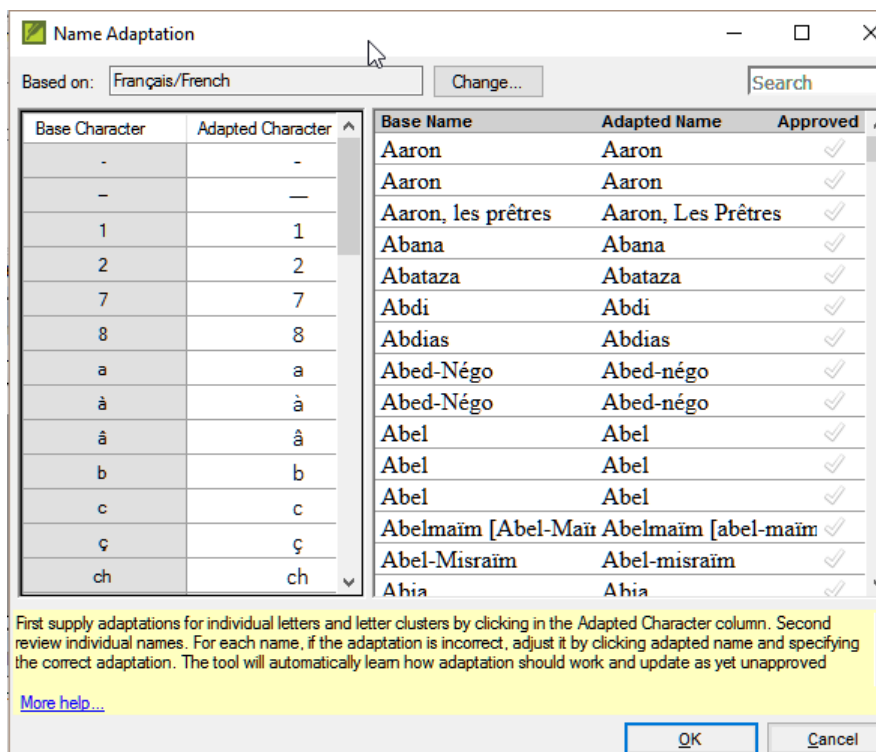 Name Adaptation
Based on: Français/French Change... Search
Base Character Adapted Character
- -
– —
1 1
2 2
7 7
8 8
a a
à à
â â
b b
c c
ç ç
ch ch
Base Name Adapted Name Approved
Aaron Aaron
Aaron Aaron
Aaron, les prêtres Aaron, Les Prêtres
Abana Abana
Abataza Abataza
Abdi Abdi
Abdias Abdias
Abed-Négo Abed-négo
Abed-Négo Abed-négo
Abel Abel
Abel Abel
Abel Abel
Abelmaïm [Abel-Maïm Abelmaïm [abel-maïm
Abel-Misraïm Abel-misraïm
Abia Abia
First supply adaptations for individual letters and letter clusters by clicking in the Adapted Character column. Second
review individual names. For each name, if the adaptation is incorrect, adjust it by clicking adapted name and specifying
the correct adaptation. The tool will automatically learn how adaptation should work and update as yet unapproved
More help...
OK Cancel